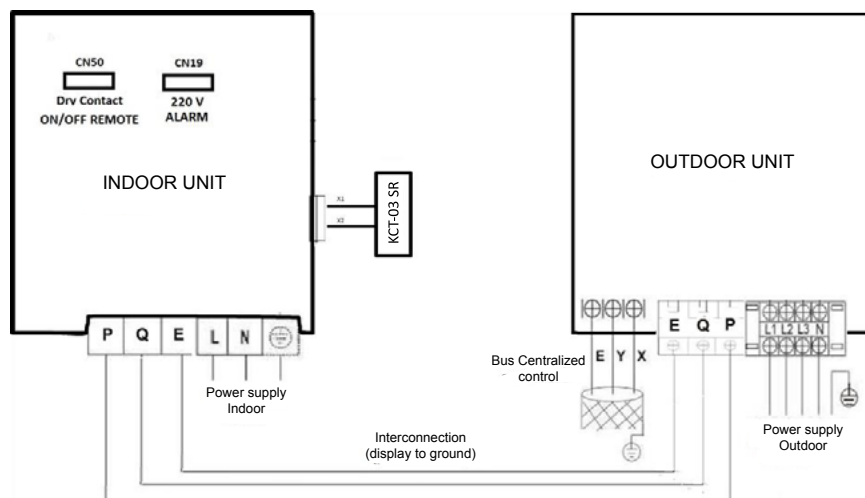 CN50
CN19
Drv Contact
220 V
ON/OFF REMOTE
ALARM
INDOOR UNIT
OUTDOOR UNIT
X1
X2
KCT-03 SR
P Q E L N
E Q P
L1 L2 L3 N
Bus Centralized
control
E Y X
Power supply
Indoor
Power supply
Outdoor
Interconnection
(display to ground)